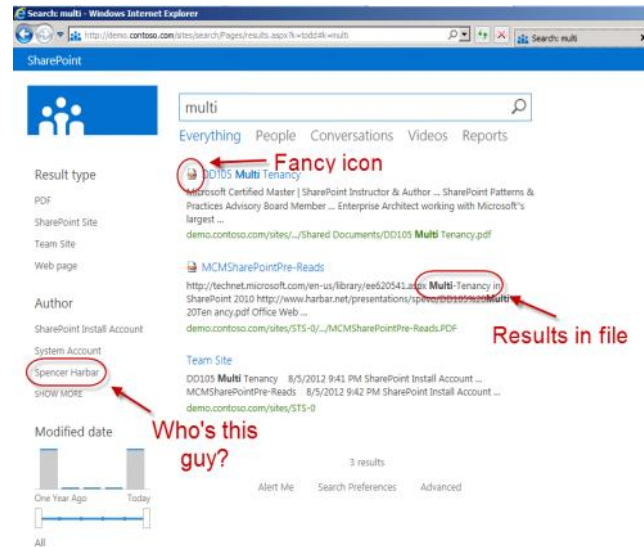 Search: multi - Windows Internet Explorer
http://demo.contoso.com/sites/search/Pages/results.aspx?k=todd#k=multi
Search: multi
SharePoint
multi
Everything People Conversations Videos Reports
Fancy icon
Result type
PDF
SharePoint Site
Team Site
Web page
Author
SharePoint Install Account
System Account
Spencer Harbar
SHOW MORE
Who's this
guy?
Modified date
One Year Ago Today
All
DD105 Multi Tenancy
Microsoft Certified Master | SharePoint Instructor & Author ... SharePoint Patterns &
Practices Advisory Board Member ... Enterprise Architect working with Microsoft"s
largest ...
demo.contoso.com/sites/.../Shared Documents/DD105 Multi Tenancy.pdf
MCMSharePointPre-Reads
http://technet.microsoft.com/en-us/library/ee620541.aspx Multi-Tenancy in
SharePoint 2010 http://www.harbar.net/presentations/spevo/DD105%20Multi%
20Ten ancy.pdf Office Web ...
demo.contoso.com/sites/STS-0/.../MCMSharePointPre-Reads.PDF
Results in file
Team Site
DD105 Multi Tenancy 8/5/2012 9:41 PM SharePoint Install Account ...
MCMSharePointPre-Reads 8/5/2012 9:42 PM SharePoint Install Account ...
demo.contoso.com/sites/STS-0
3 results
Alert Me Search Preferences Advanced